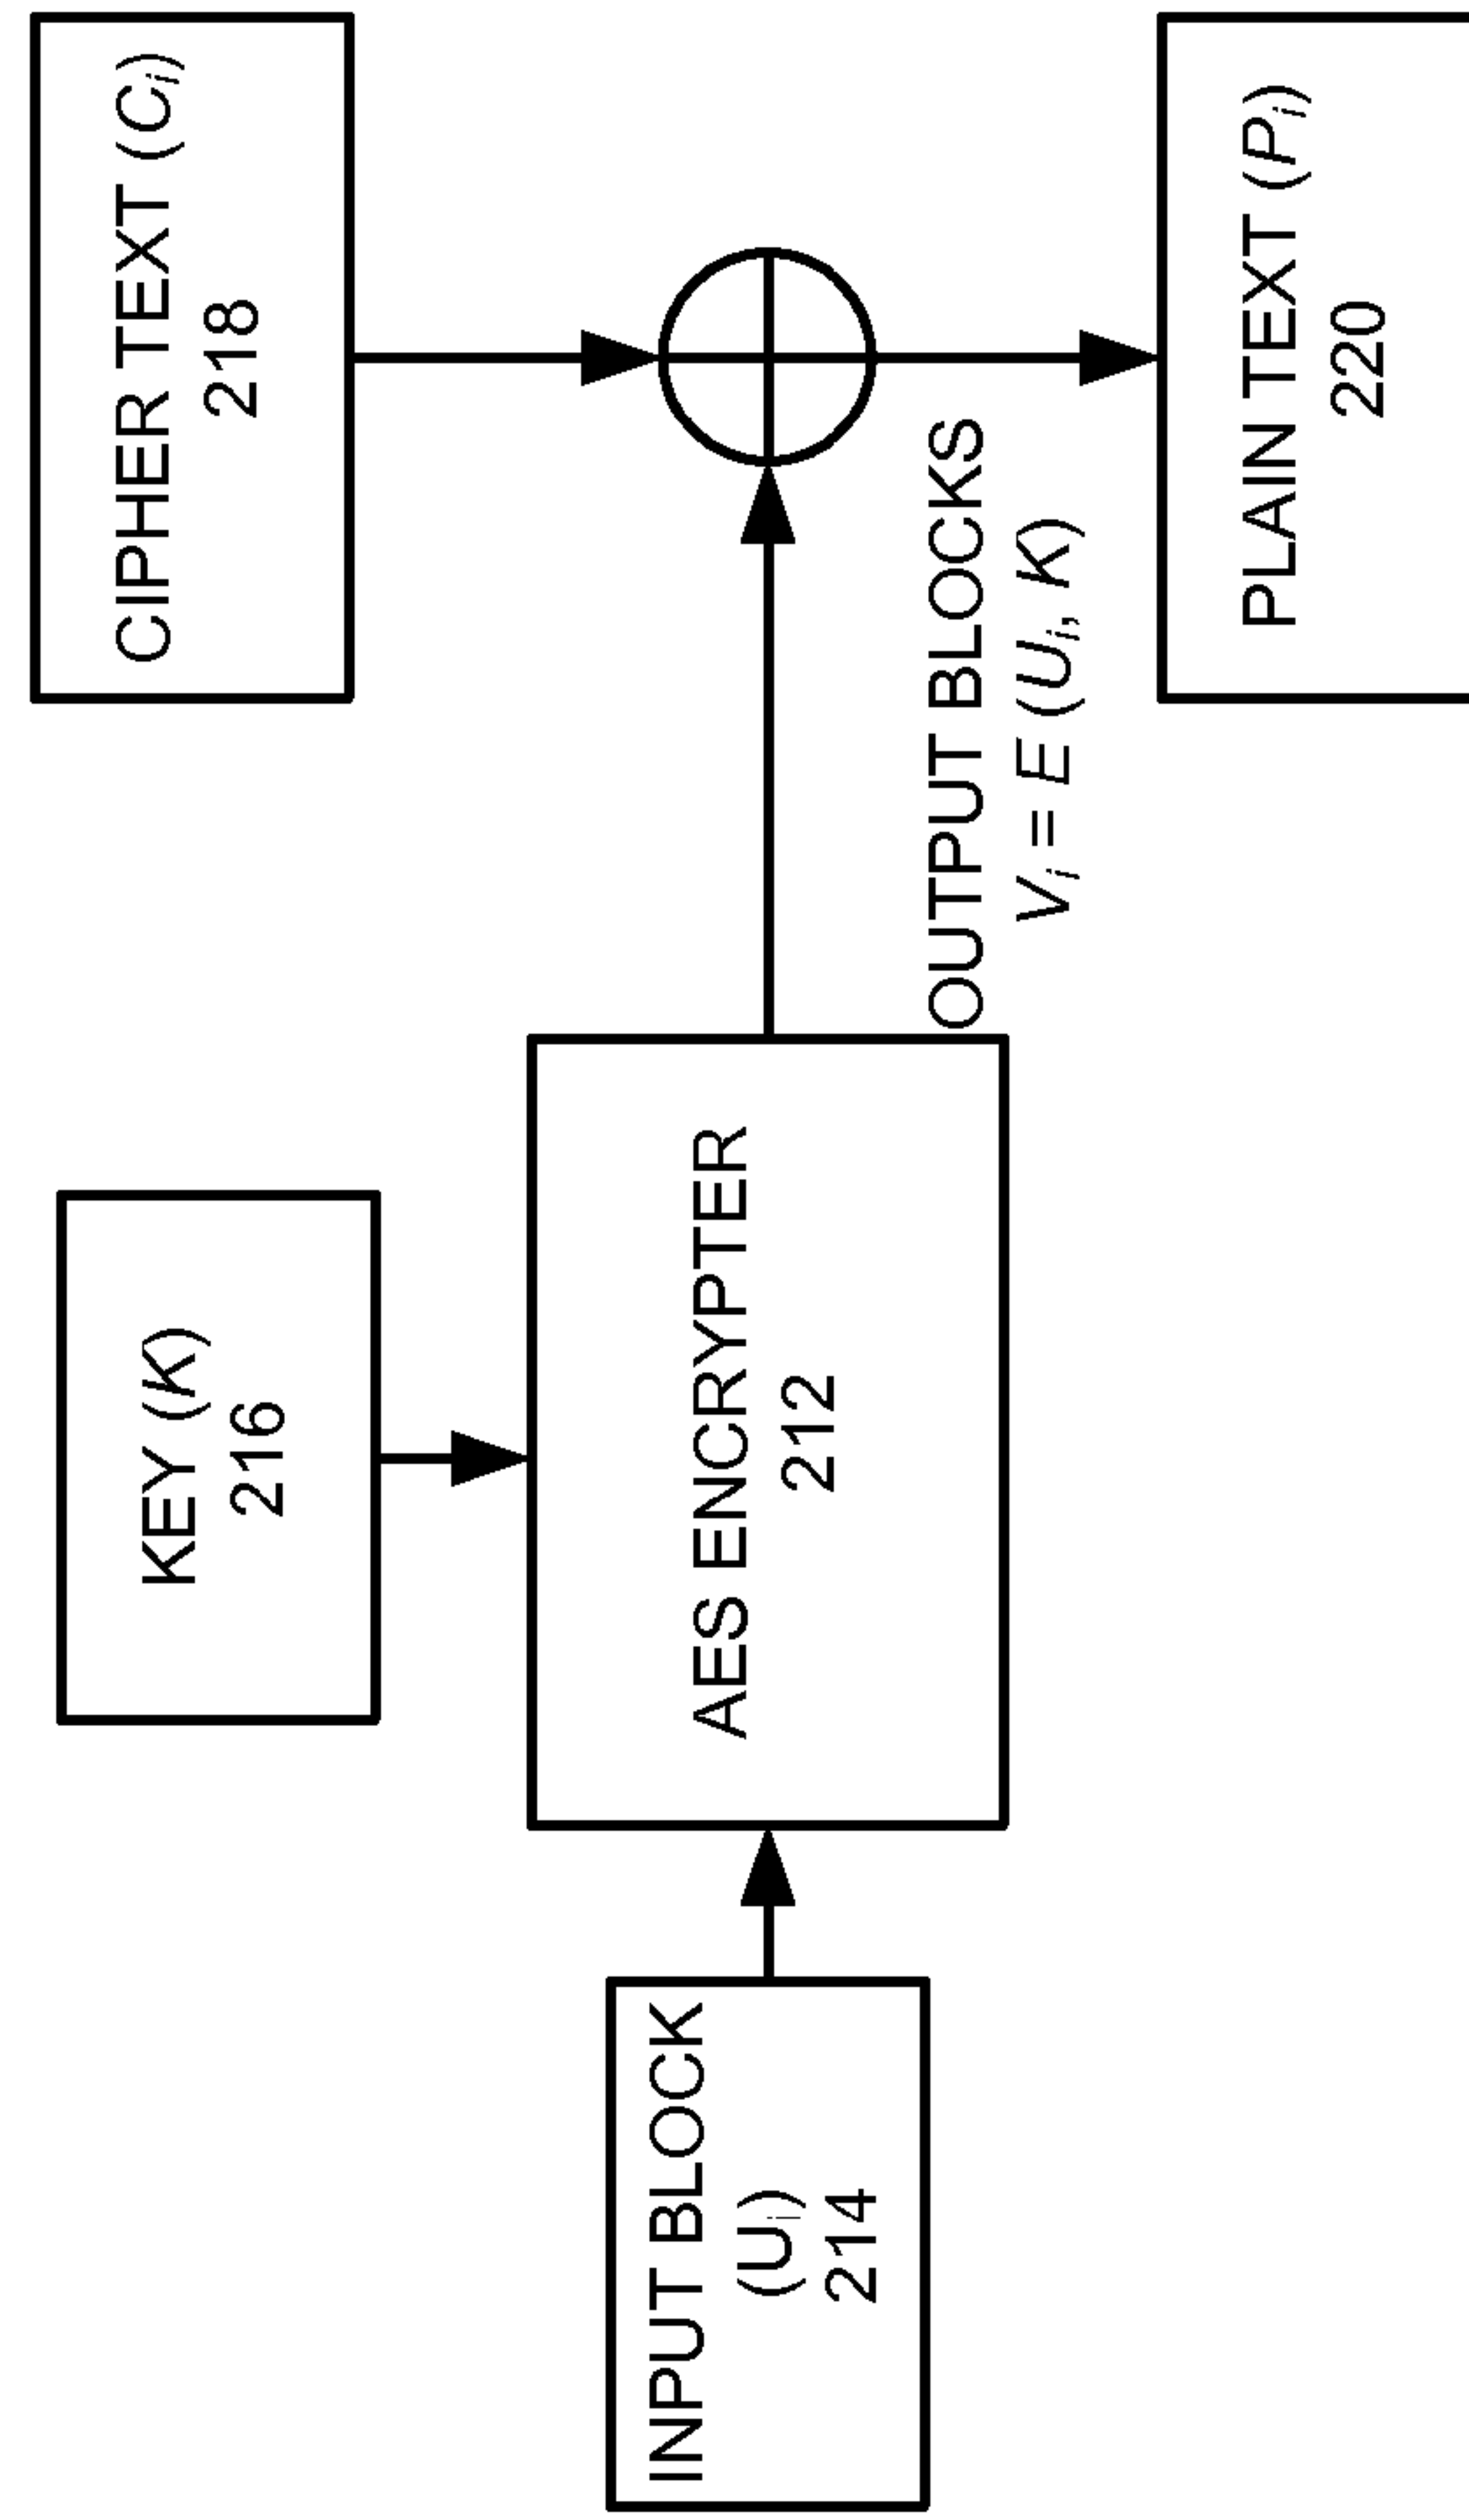 KEY (K)
216
CIPHER TEXT (Ci)
218
INPUT BLOCK
(Ui)
214
AES ENCRYPTER
212
OUTPUT BLOCKS
Vi = E (Ui, K)
PLAIN TEXT (Pi)
220